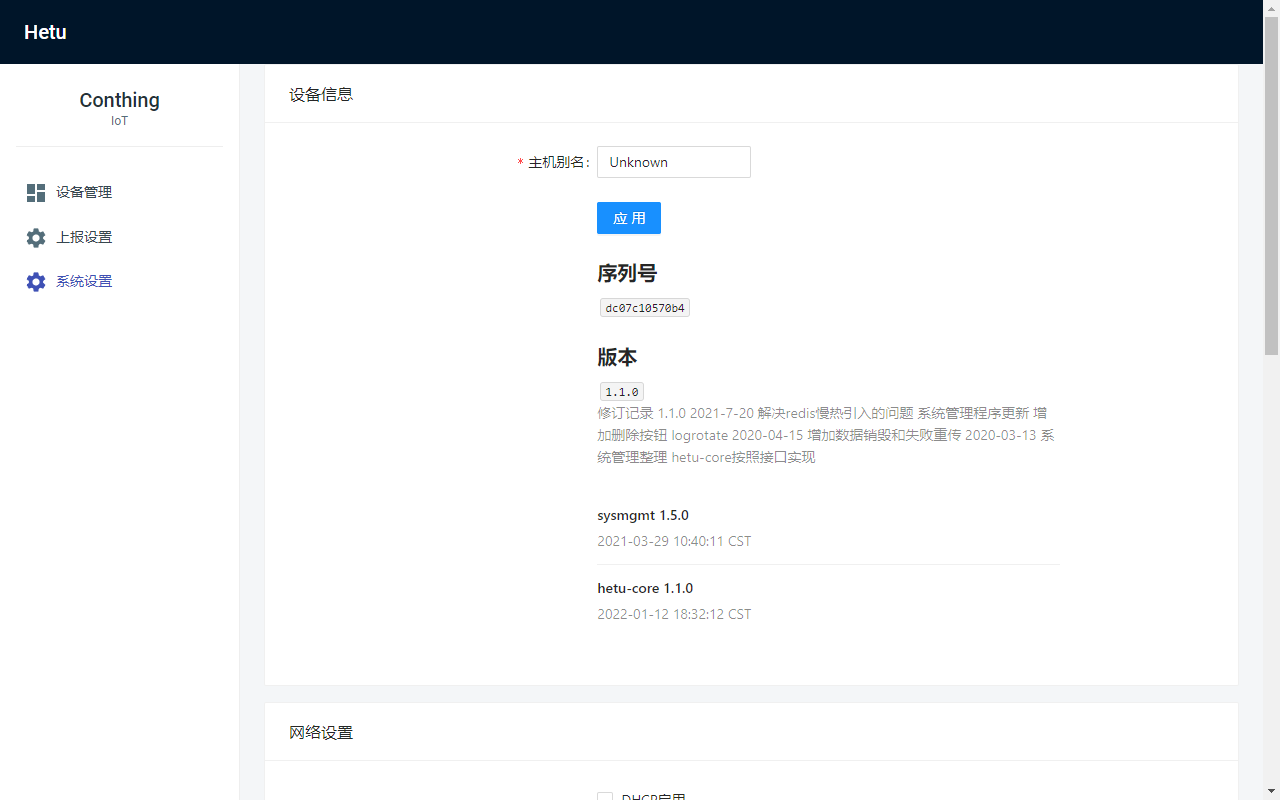 Hetu
Conthing
IoT
设备管理
上报设置
系统设置
设备信息
* 主机别名:
Unknown
应 用
序列号
dc07c10570b4
版本
1.1.0
修订记录 1.1.0 2021-7-20 解决redis慢热引入的问题 系统管理程序更新 增
加删除按钮 logrotate 2020-04-15 增加数据销毁和失败重传 2020-03-13 系
统管理整理 hetu-core按照接口实现
sysmgmt 1.5.0
2021-03-29 10:40:11 CST
hetu-core 1.1.0
2022-01-12 18:32:12 CST
网络设置
DHCP启用